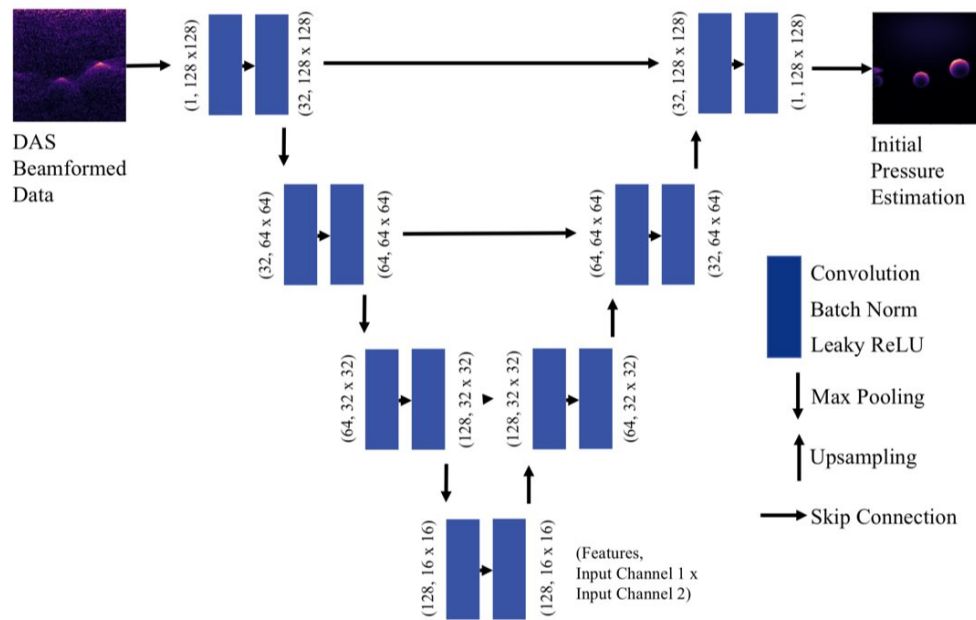 DAS
Beamformed
Data
(1, 128 x128)
(32, 128 x 128)
(32, 128 x 128)
(1, 128 x 128)
Initial
Pressure
Estimation
(32, 64 x 64)
(64, 64 x 64)
(64, 64 x 64)
(32, 64 x 64)
(64, 32 x 32)
(128, 32 x 32)
(128, 32 x 32)
(64, 32 x 32)
(128, 16 x 16)
(128, 16 x 16)
(Features,
Input Channel 1 x
Input Channel 2)
Convolution
Batch Norm
Leaky ReLU
Max Pooling
Upsampling
Skip Connection